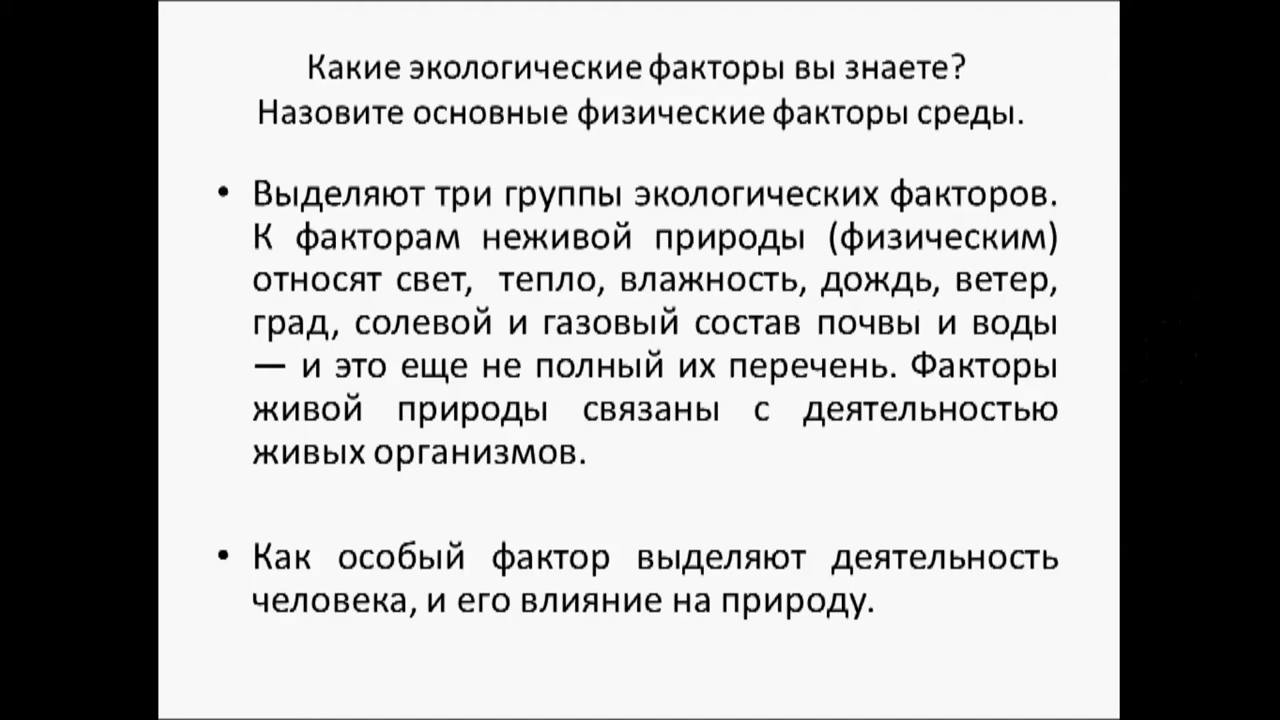 Какие экологические факторы вы знаете?
Назовите основные физические факторы среды.
• Выделяют три группы экологических факторов.
К факторам неживой природы (физическим)
относят свет, тепло, влажность, дождь, ветер,
град, солевой и газовый состав почвы и воды
— и это еще не полный их перечень. Факторы
живой природы связаны с деятельностью
живых организмов.
• Как особый фактор выделяют деятельность
человека, и его влияние на природу.